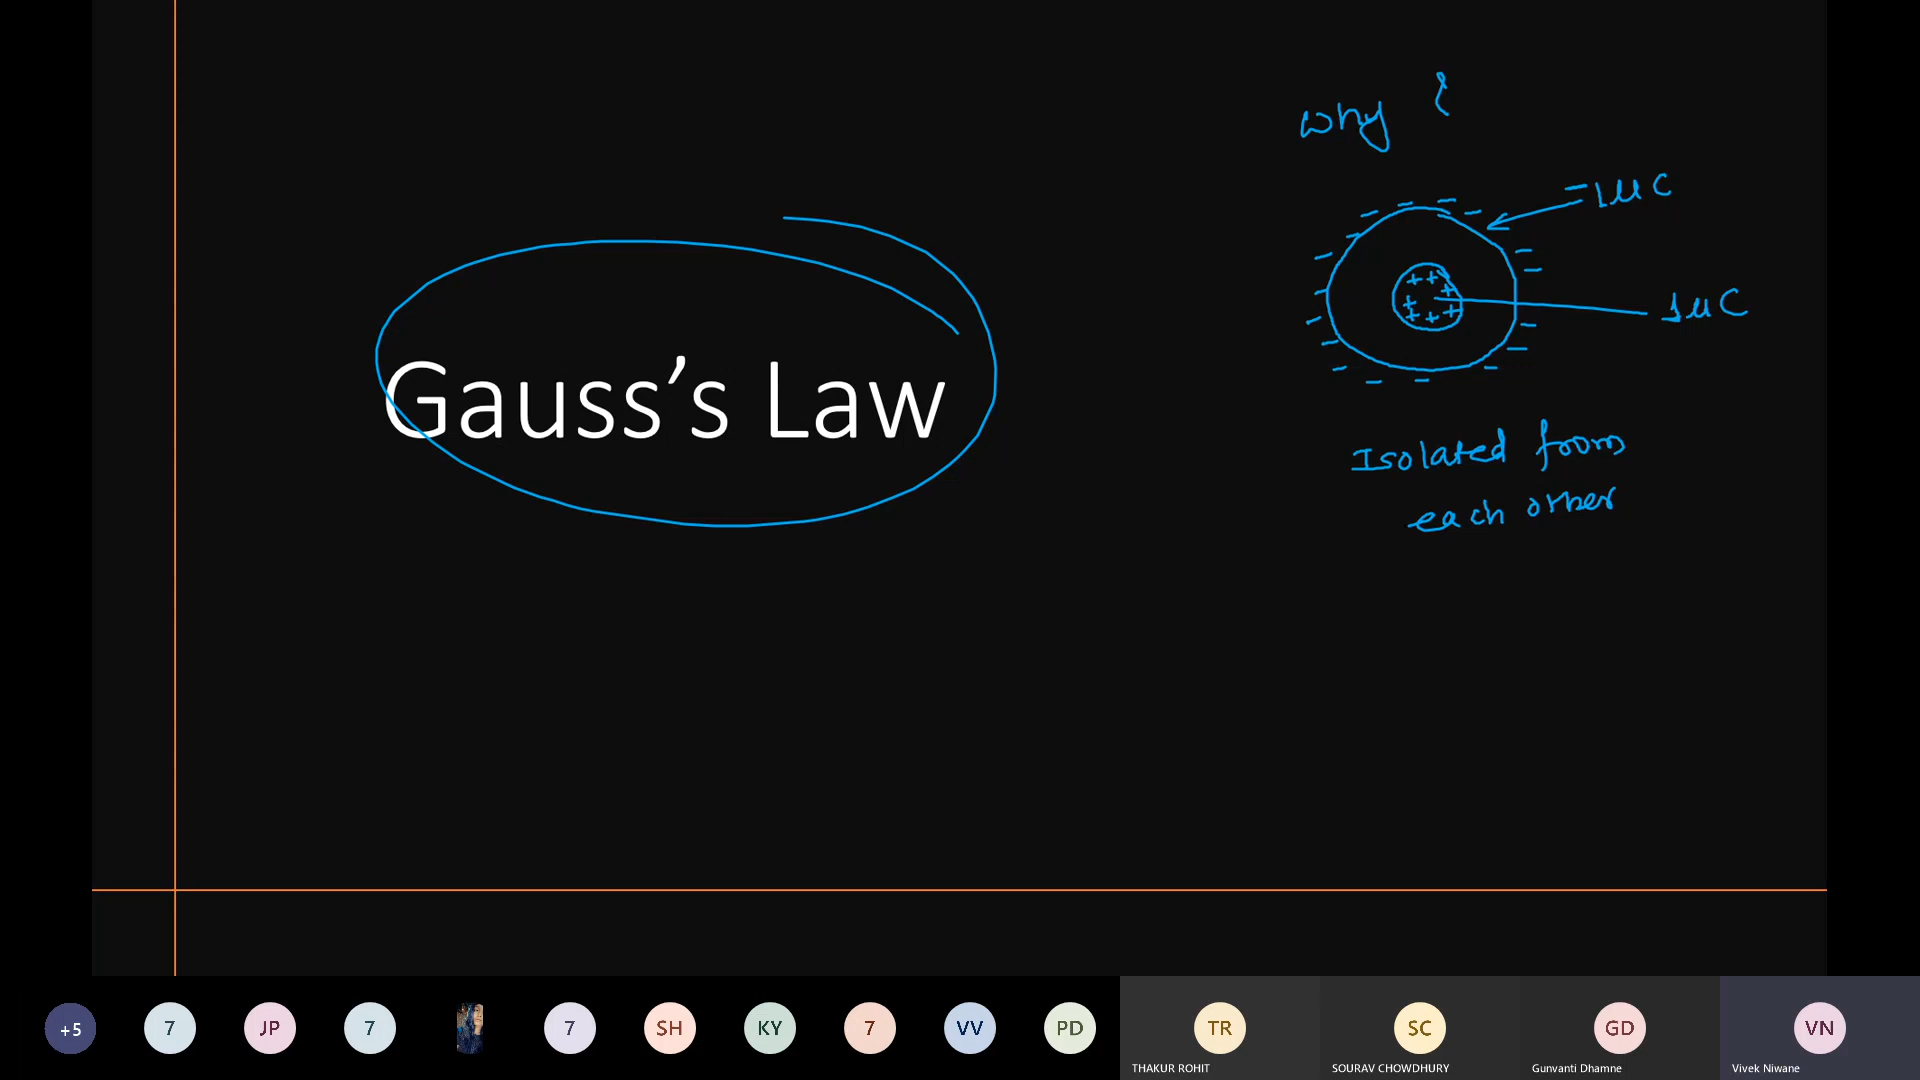 why ?
-1μC
1μC
Gauss’s Law
Isolated from
each other
+5
7
JP
7
7
SH
KY
7
VV
PD
TR
SC
GD
VN
THAKUR ROHIT
SOURAV CHOWDHURY
Gunvanti Dhamne
Vivek Niwane